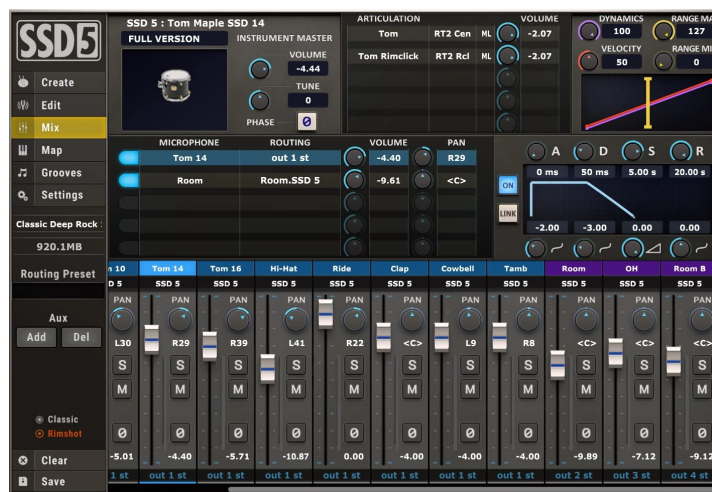 SSD5
SSD 5 : Tom Maple SSD 14
FULL VERSION
INSTRUMENT MASTER
VOLUME
-4.44
TUNE
0
PHASE
Ø
ARTICULATION VOLUME
Tom RT2 Cen ML -2.07
Tom Rimclick RT2 Rcl ML -2.07
DYNAMICS
100
127
VELOCITY
50
0
Create
Edit
Mix
Map
Grooves
Settings
MICROPHONE ROUTING VOLUME PAN
Tom 14 out 1 st -4.40 R29
Room Room.SSD 5 -9.61 <C>
ON
LINK
A D S R
0 ms 50 ms 5.00 s 20.00 s
-2.00 -3.00 0.00 0.00
Classic Deep Rock
920.1MB
Routing Preset
Aux
Add Del
Classic
Rimshot
Clear
Save
10 Tom 14 Tom 16 Hi-Hat Ride Clap Cowbell Tamb Room OH Room B
D 5 SSD 5 SSD 5 SSD 5 SSD 5 SSD 5 SSD 5 SSD 5 SSD 5 SSD 5 SSD 5
PAN PAN PAN PAN PAN PAN PAN PAN PAN PAN PAN
L30 R29 R39 L41 R22 <C> L9 R8 <C> <C> <C>
S S S S S S S S S S S
M M M M M M M M M M M
Ø Ø Ø Ø Ø Ø Ø Ø Ø Ø Ø
-5.01 -4.40 -5.71 -10.87 0.00 -4.00 -4.00 -4.00 -9.89 -7.12 -9.12
1 st out 1 st out 1 st out 1 st out 1 st out 1 st out 1 st out 1 st out 2 st out 3 st out 4 st